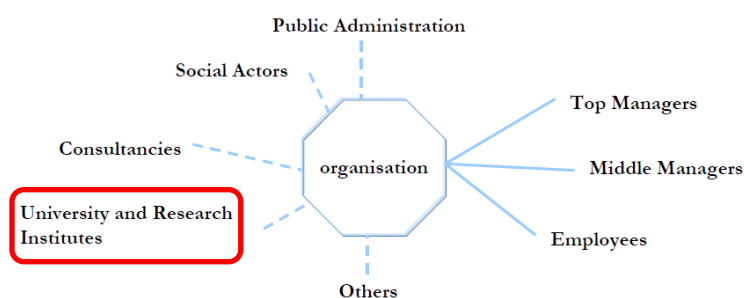 Public Administration
Social Actors
Top Managers
Consultancies
organisation
Middle Managers
University and Research
Institutes
Employees
Others